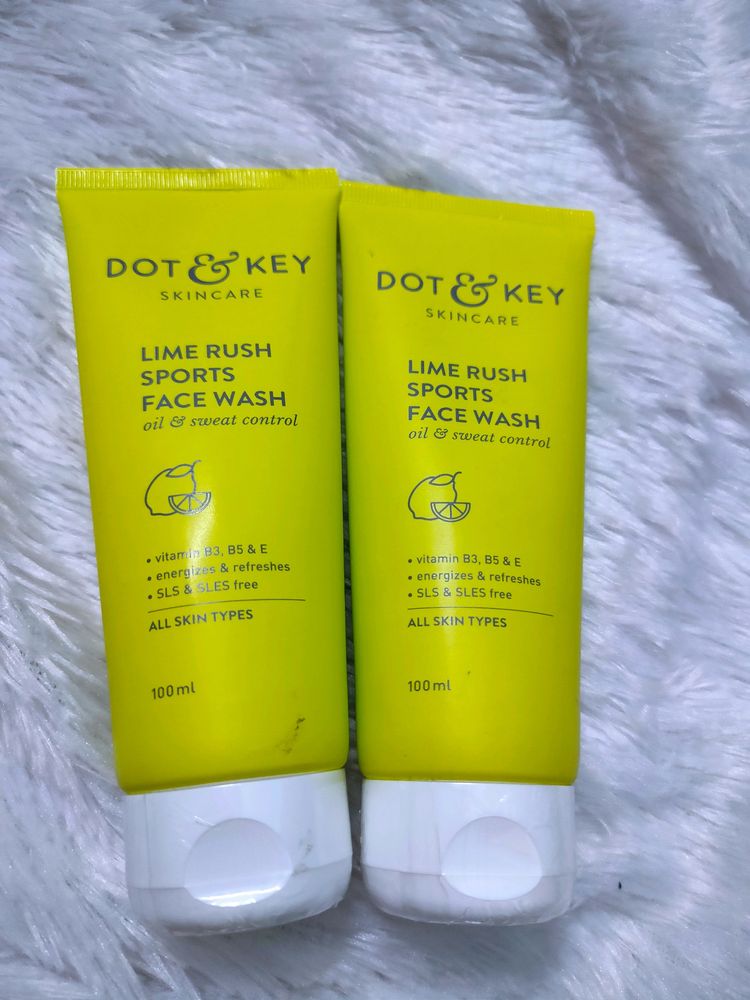 DOT & KEY
SKINCARE
LIME RUSH
SPORTS
FACE WASH
oil & sweat control
• vitamin B3, B5 & E
• energizes & refreshes
• SLS & SLES free
ALL SKIN TYPES
100ml
DOT & KEY
SKINCARE
LIME RUSH
SPORTS
FACE WASH
oil & sweat control
• vitamin B3, B5 & E
• energizes & refreshes
• SLS & SLES free
ALL SKIN TYPES
100ml